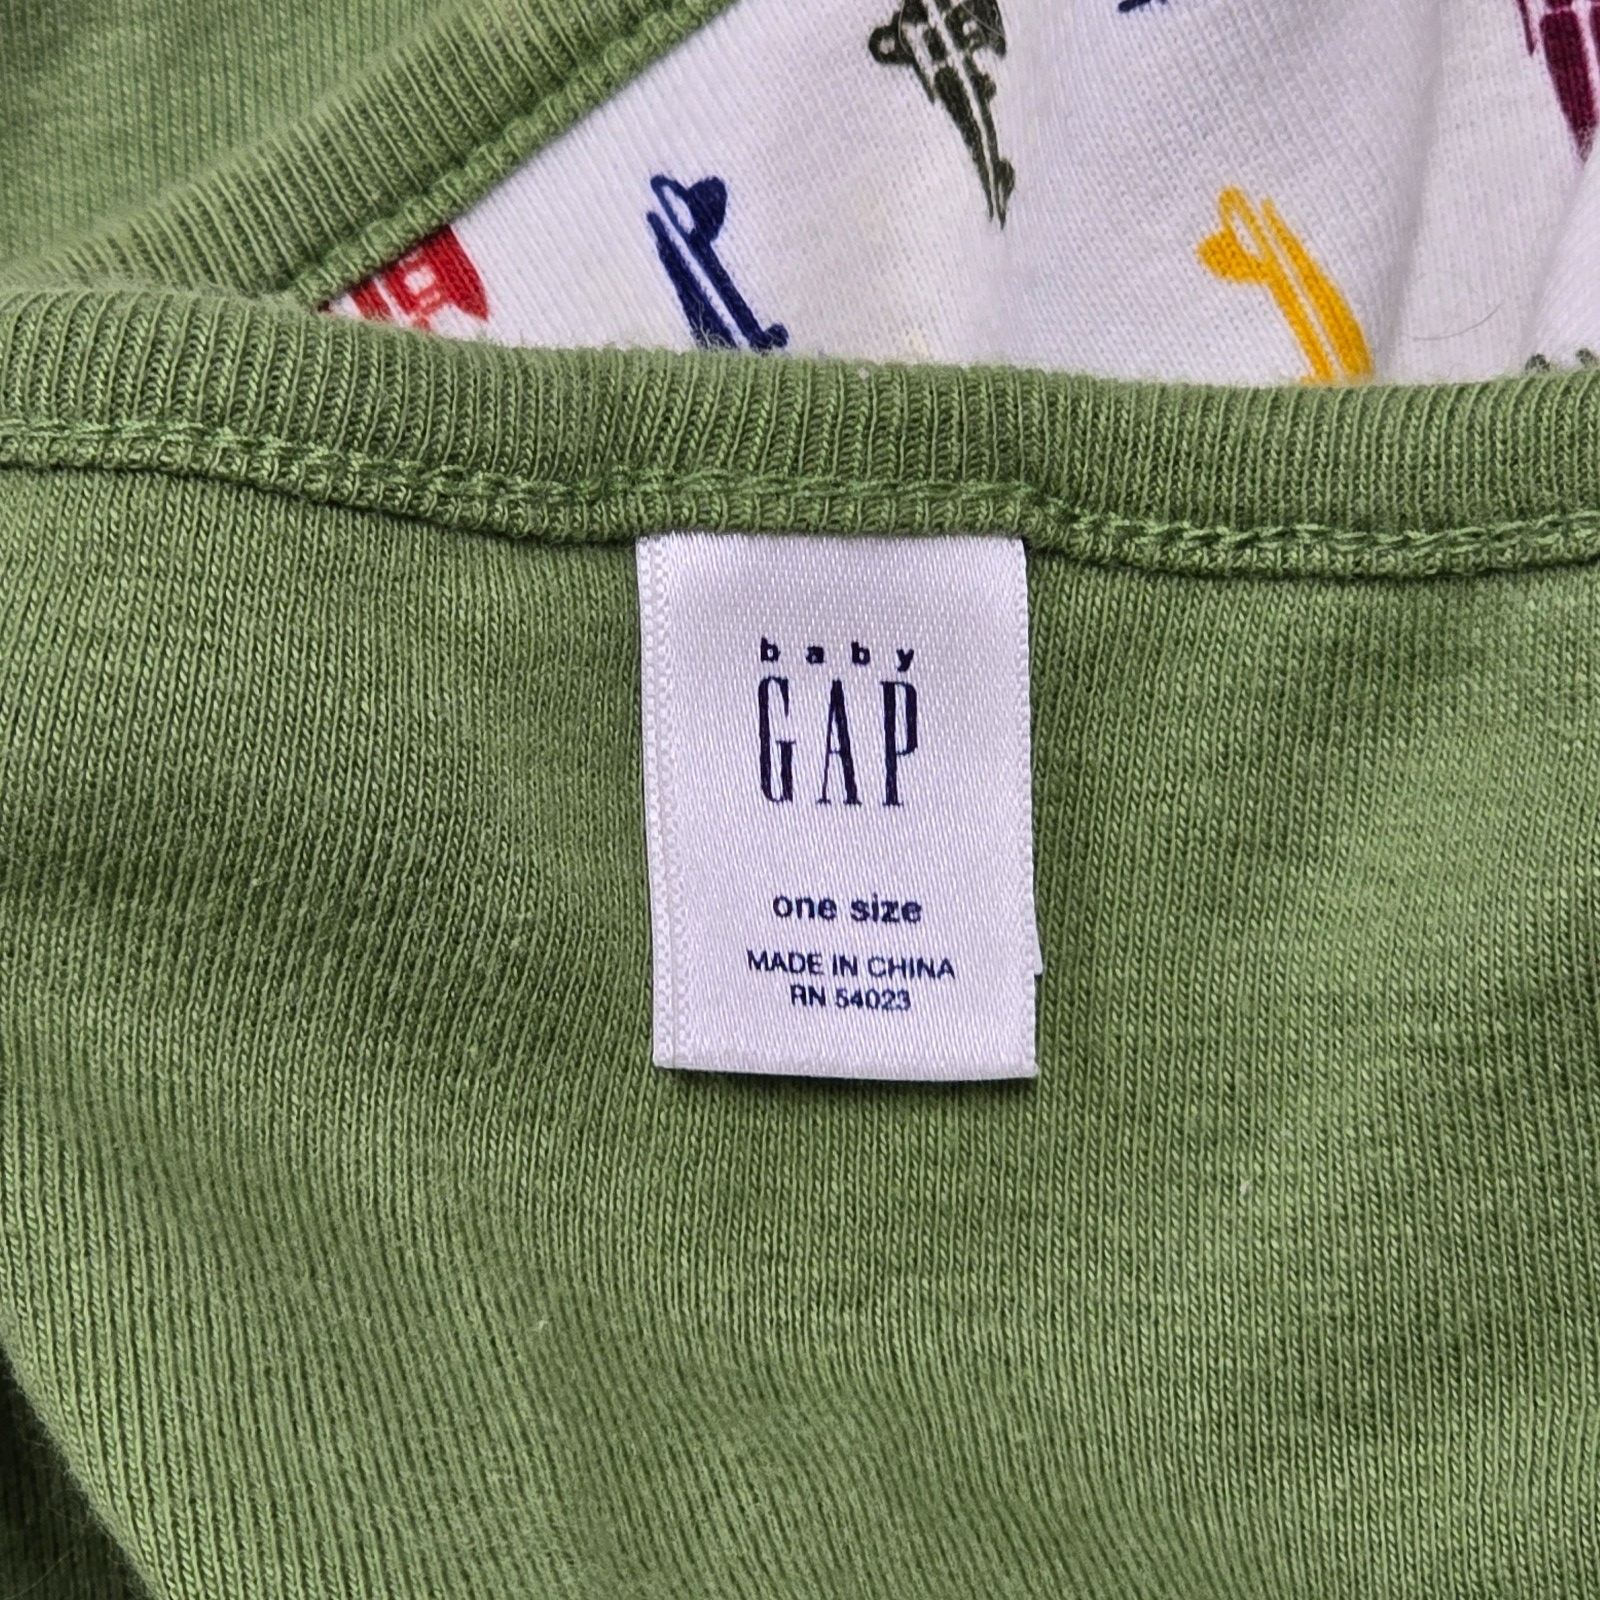 baby
GAP
one size
MADE IN CHINA
RN 54023